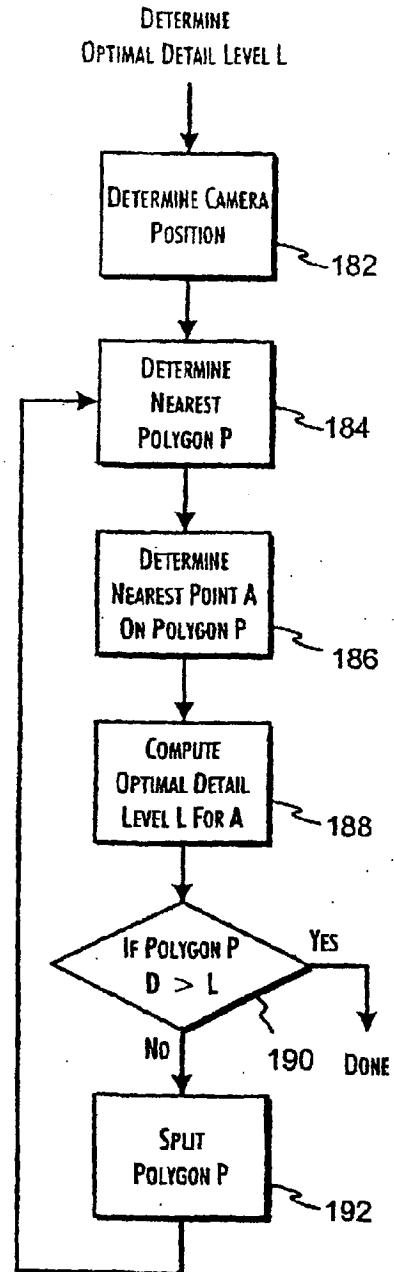 DETERMINE
OPTIMAL DETAIL LEVEL L
DETERMINE CAMERA
POSITION
182
DETERMINE
NEAREST
POLYGON P
184
DETERMINE
NEAREST POINT A
ON POLYGON P
186
COMPUTE
OPTIMAL DETAIL
LEVEL L FOR A
188
IF POLYGON P
D > L
YES
190
DONE
NO
SPLIT
POLYGON P
192